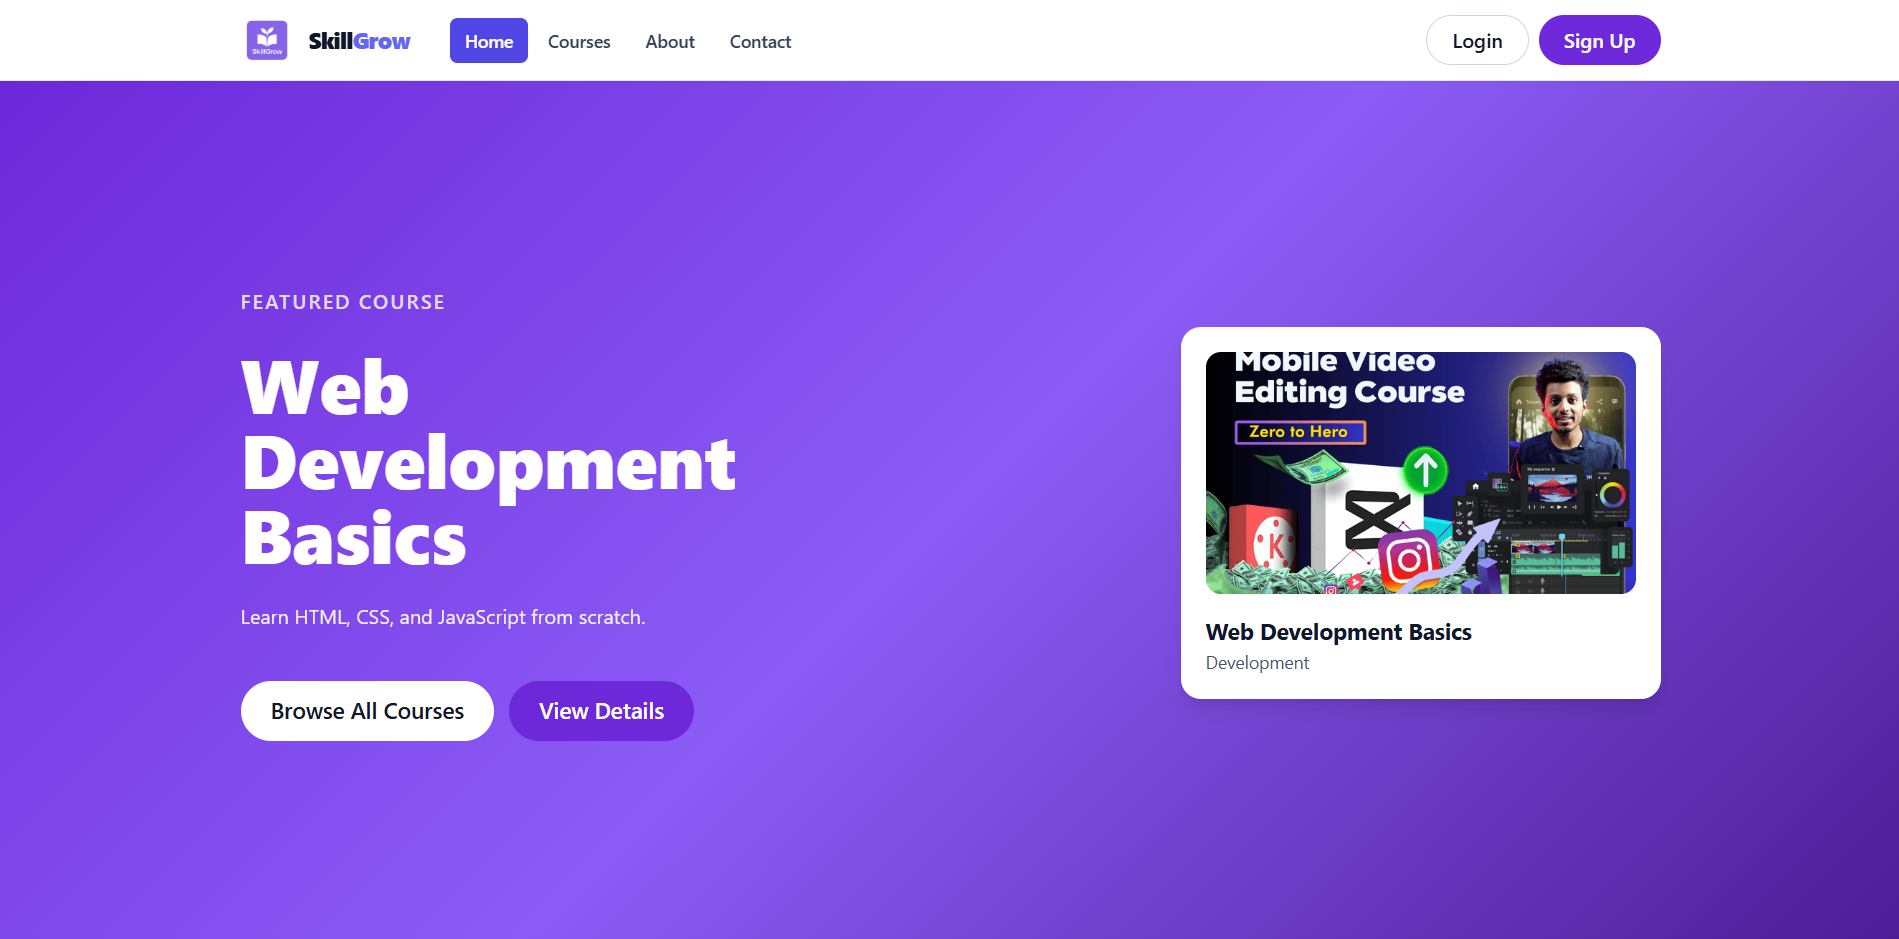 SkillGrow
SkillGrow
Home
Courses
About
Contact
Login
Sign Up
FEATURED COURSE
Web
Development
Basics
Learn HTML, CSS, and JavaScript from scratch.
Browse All Courses
View Details
Mobile Video
Editing Course
Zero to Hero
K
Web Development Basics
Development